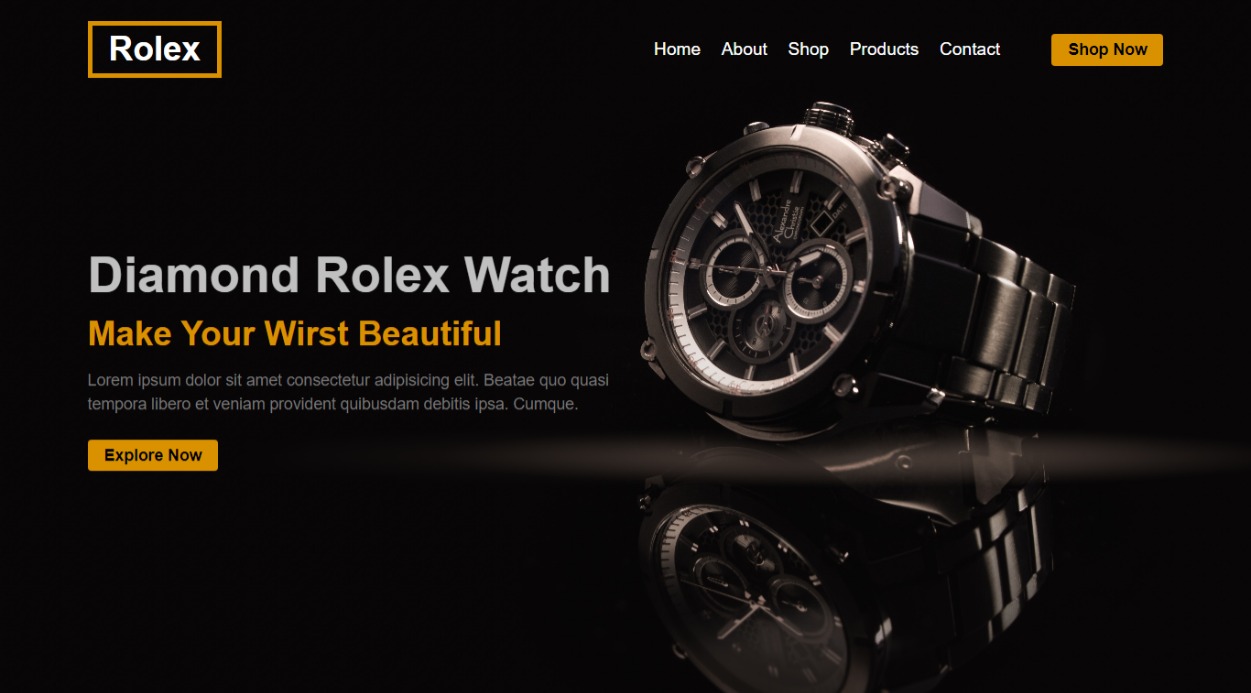 Rolex
Home About Shop Products Contact Shop Now
Alexandre
Christie
DATE
Diamond Rolex Watch
Make Your Wirst Beautiful
Lorem ipsum dolor sit amet consectetur adipisicing elit. Beatae quo quasi
tempora libero et veniam provident quibusdam debitis ipsa. Cumque.
Explore Now